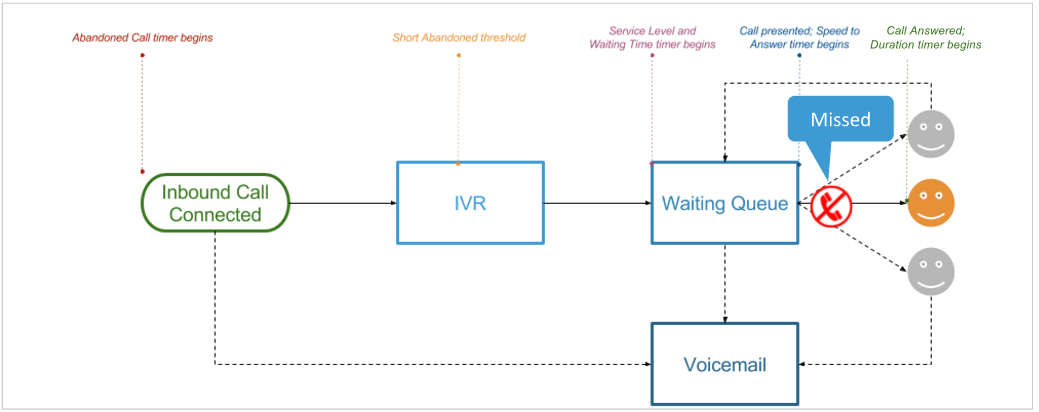 Abandoned Call timer begins
Short Abandoned threshold
Service Level and
Waiting Time timer begins
Call presented; Speed to
Answer timer begins
Call Answered;
Duration timer begins
Missed
Inbound Call
Connected
IVR
Waiting Queue
Voicemail